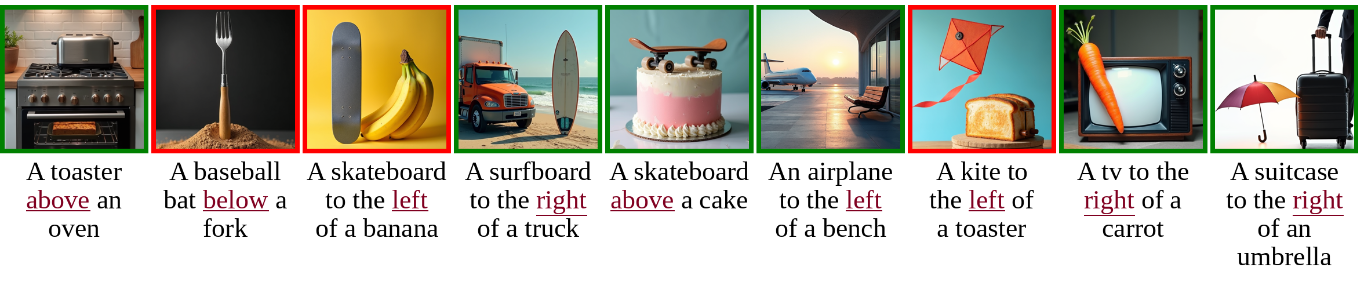 A toaster
above an
oven
A baseball
bat below a
fork
A skateboard
to the left
of a banana
A surfboard
to the right
of a truck
A skateboard
above a cake
An airplane
to the left
of a bench
A kite to
the left of
a toaster
A tv to the
right of a
carrot
A suitcase
to the right
of an
umbrella